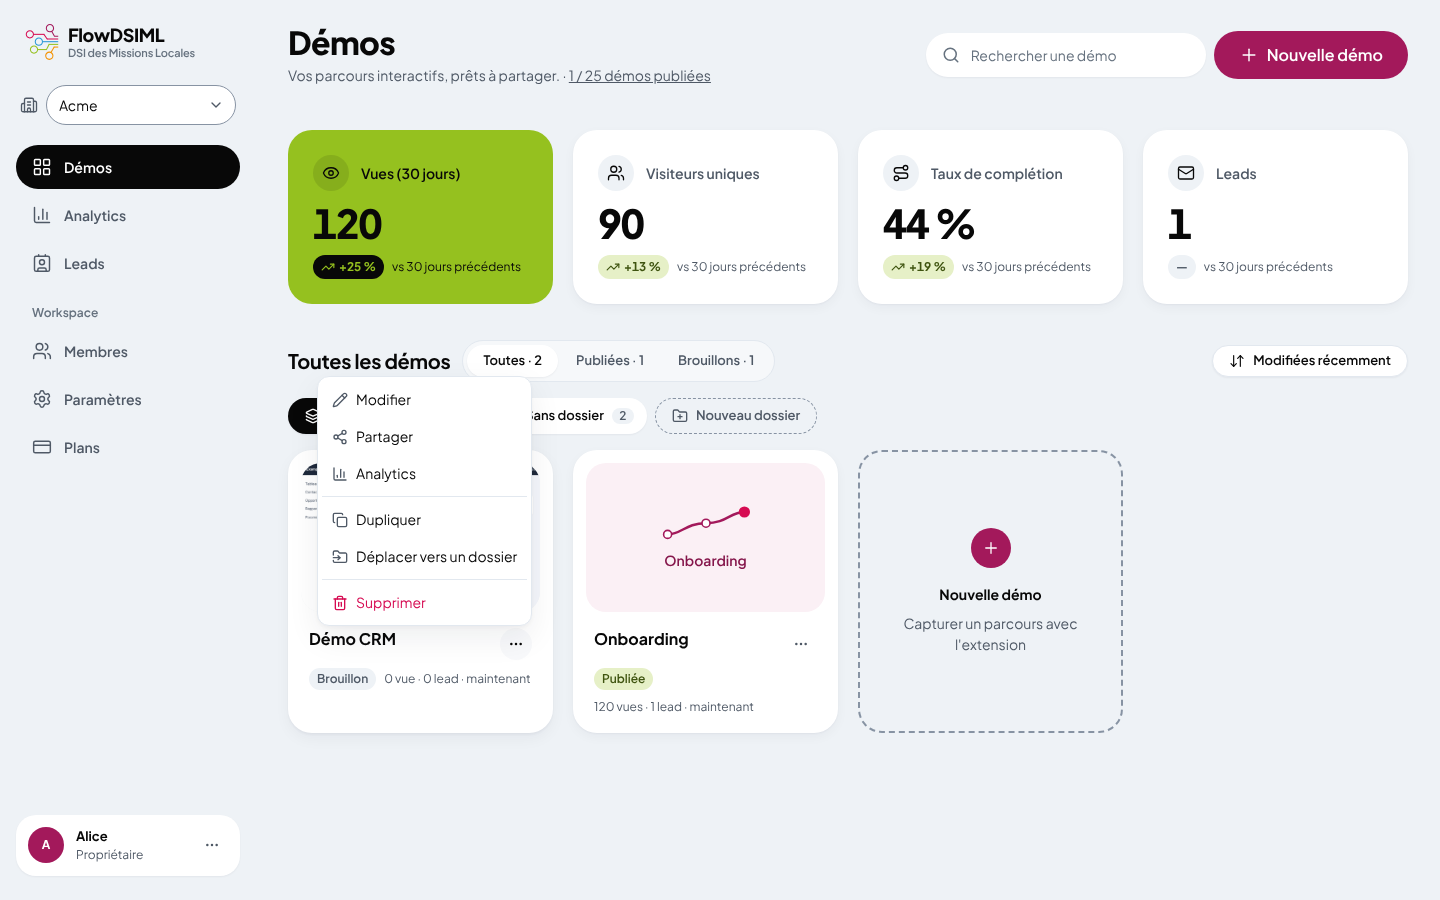 FlowDSIML
DSI des Missions Locales
Acme
Démos
Analytics
Leads
Workspace
Membres
Paramètres
Plans
Alice
Propriétaire
A
Démos
Vos parcours interactifs, prêts à partager. · 1 / 25 démos publiées
Rechercher une démo
Nouvelle démo
Vues (30 jours)
120
+25 %
vs 30 jours précédents
Visiteurs uniques
90
+13 %
vs 30 jours précédents
Taux de complétion
44 %
+19 %
vs 30 jours précédents
Leads
1
—
vs 30 jours précédents
Toutes les démos
Toutes · 2
Publiées · 1
Brouillons · 1
Modifiées récemment
Sans dossier 2
Nouveau dossier
Modifier
Partager
Analytics
Dupliquer
Déplacer vers un dossier
Supprimer
Démo CRM
Brouillon
0 vue · 0 lead · maintenant
Onboarding
Onboarding
Publiée
120 vues · 1 lead · maintenant
Nouvelle démo
Capturer un parcours avec
l'extension